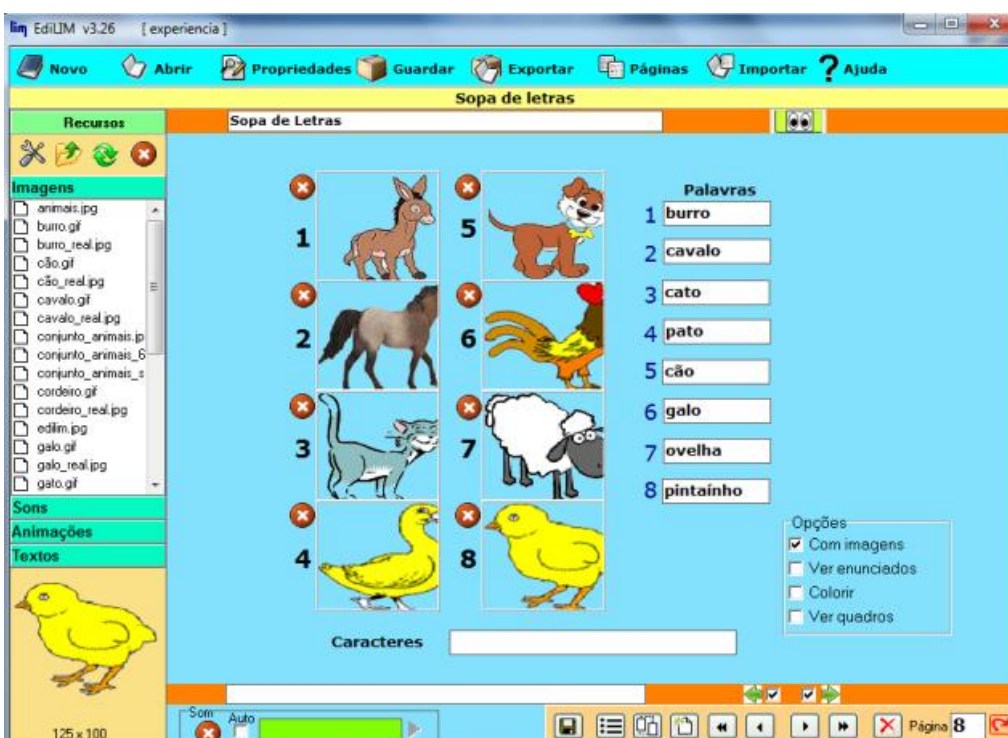 lim EdiLIM v3.26 [ experiencia ]
Novo Abrir Propriedades Guardar Exportar Páginas Importar ? Ajuda
Sopa de letras
Recursos
Sopa de Letras
Imagens
animais.jpg
burro.gif
burro_real.jpg
cão.gif
cão_real.jpg
cavalo.gif
cavalo_real.jpg
conjunto_animais.jp
conjunto_animais_6
conjunto_animais_s
cordeiro.gif
cordeiro_real.jpg
edilim.jpg
galo.gif
galo_real.jpg
gato.gif
Sons
Animações
Textos
125 x 100
1
2
3
4
5
6
7
8
Palavras
1 burro
2 cavalo
3 cato
4 pato
5 cão
6 galo
7 ovelha
8 pintaínho
Opções
Com imagens
Ver enunciados
Colorir
Ver quadros
Caracteres
Som Auto
Página 8